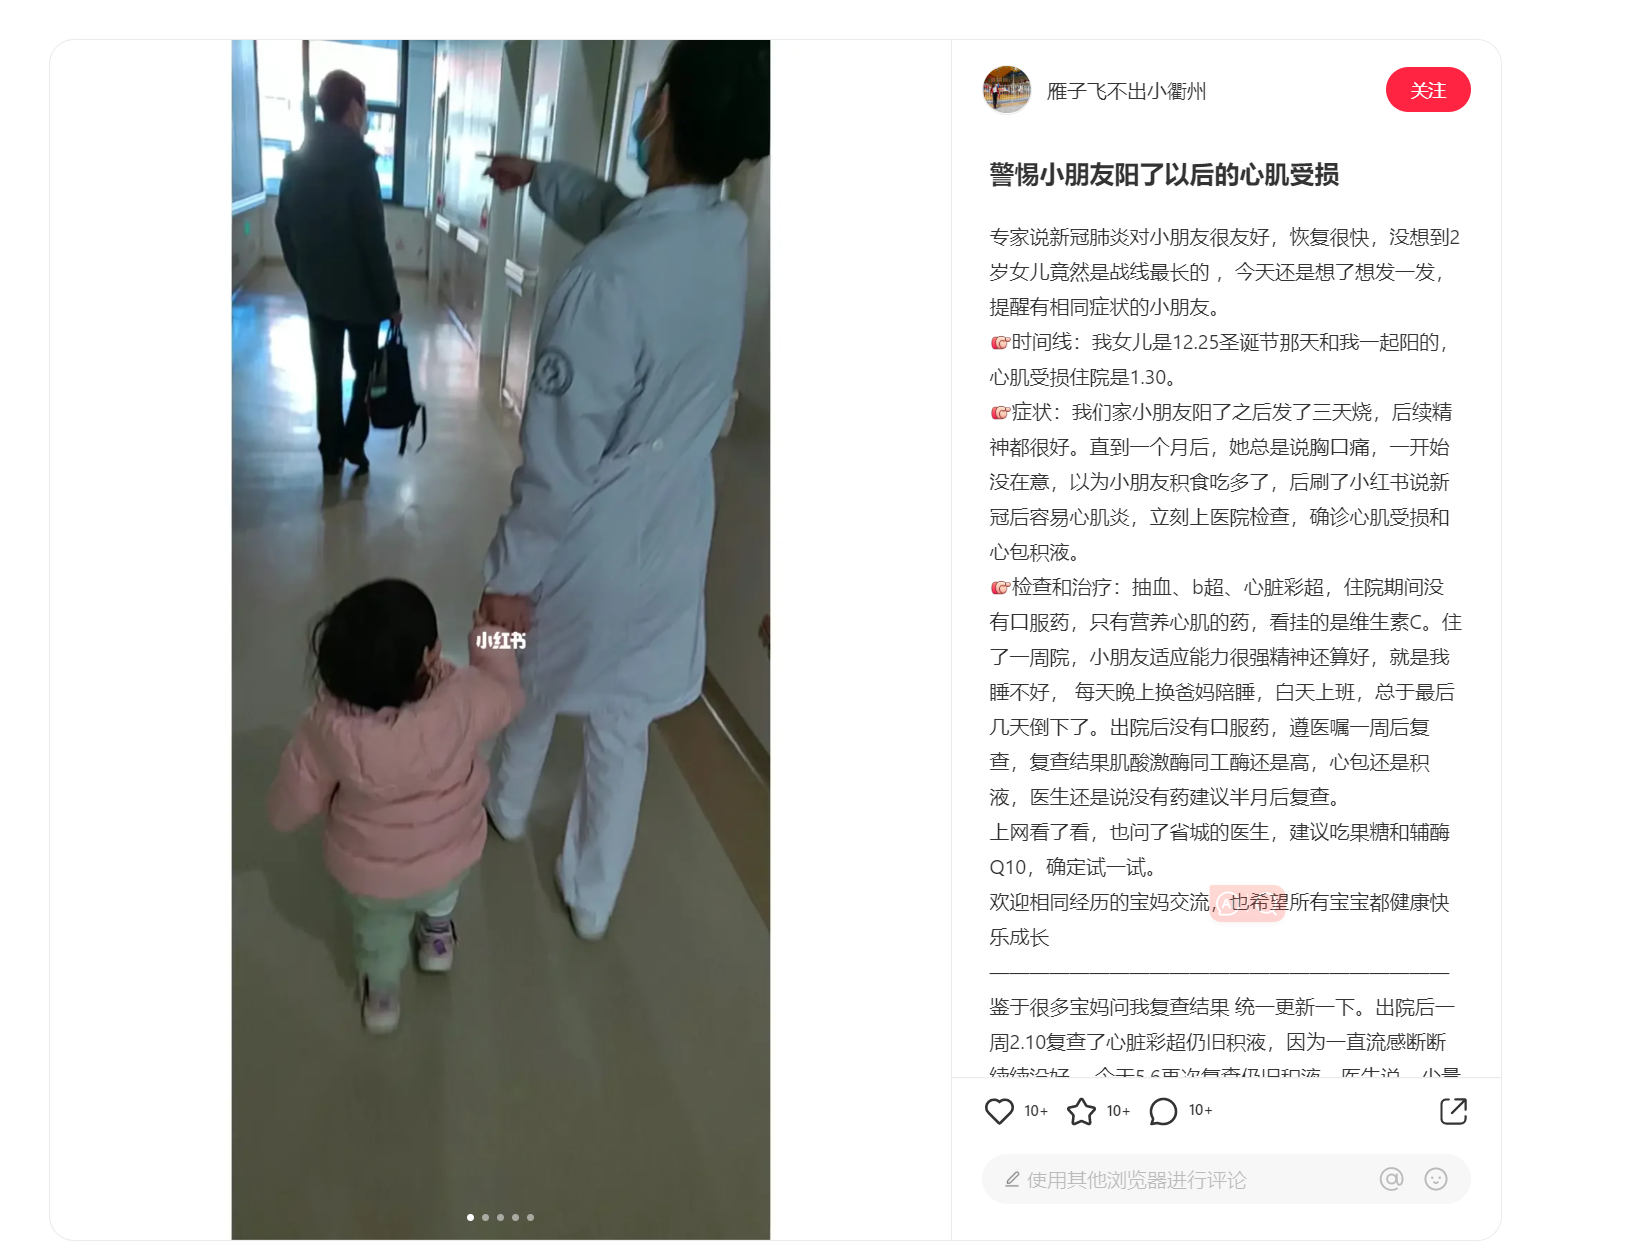 小红书
雁子飞不出小衢州
关注
警惕小朋友阳了以后的心肌受损
专家说新冠肺炎对小朋友很友好，恢复很快，没想到2
岁女儿竟然是战线最长的 ，今天还是想了想发一发，
提醒有相同症状的小朋友。
👉时间线：我女儿是12.25圣诞节那天和我一起阳的，
心肌受损住院是1.30。
👉症状：我们家小朋友阳了之后发了三天烧，后续精
神都很好。直到一个月后，她总是说胸口痛，一开始
没在意，以为小朋友积食吃多了，后刷了小红书说新
冠后容易心肌炎，立刻上医院检查，确诊心肌受损和
心包积液。
👉检查和治疗：抽血、b超、心脏彩超，住院期间没
有口服药，只有营养心肌的药，看挂的是维生素C。住
了一周院，小朋友适应能力很强精神还算好，就是我
睡不好， 每天晚上换爸妈陪睡，白天上班，总于最后
几天倒下了。出院后没有口服药，遵医嘱一周后复
查，复查结果肌酸激酶同工酶还是高，心包还是积
液，医生还是说没有药建议半月后复查。
上网看了看，也问了省城的医生，建议吃果糖和辅酶
Q10，确定试一试。
欢迎相同经历的宝妈交流，也希望所有宝宝都健康快
乐成长
———————————————————————
鉴于很多宝妈问我复查结果 统一更新一下。出院后一
周2.10复查了心脏彩超仍旧积液，因为一直流感断断
续续没好， 今天5.6再次复查仍旧积液，医生说，少量
10+
10+
10+
使用其他浏览器进行评论